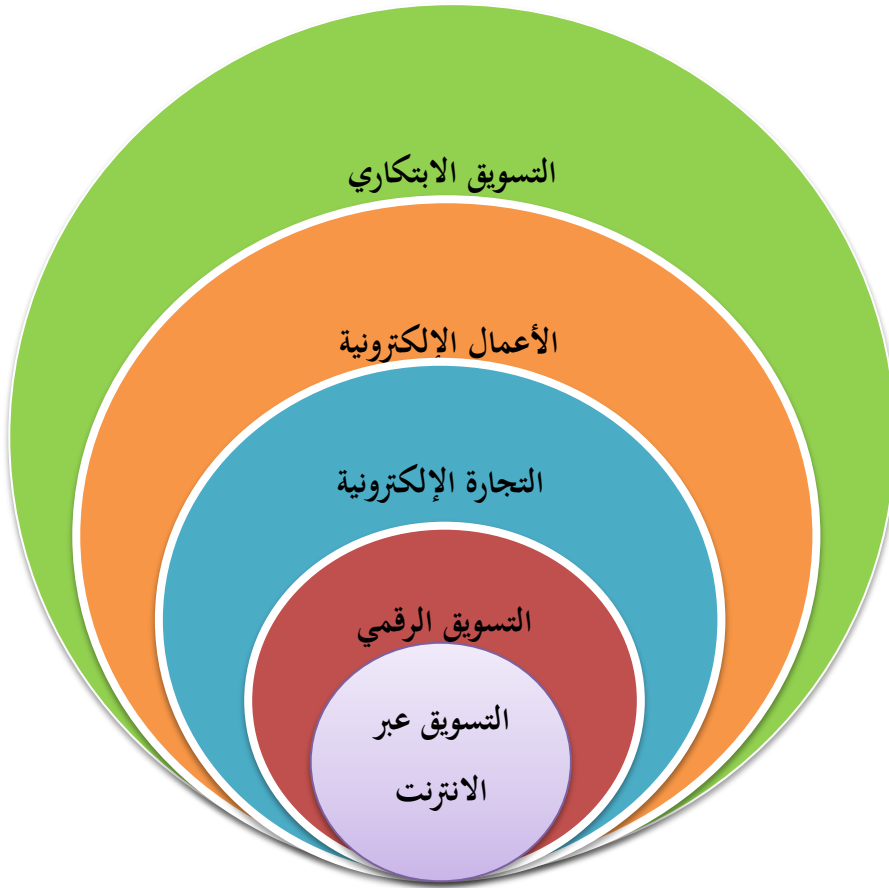 التسويق الابتكاري
الأعمال الإلكترونية
التجارة الإلكترونية
التسويق الرقمي
التسويق عبر
الانترنت